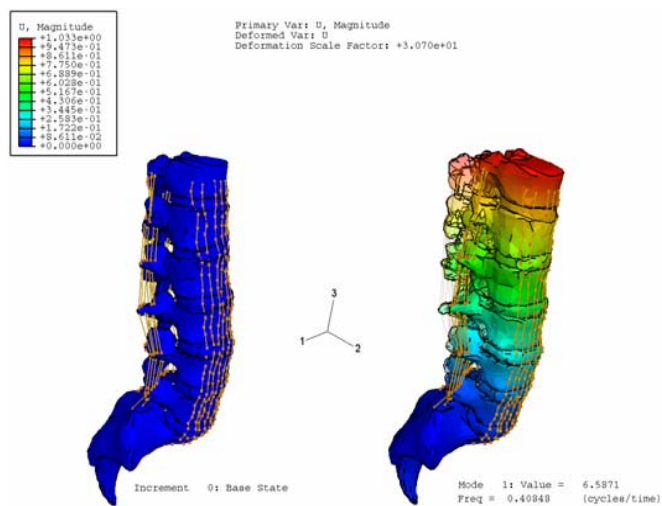 U, Magnitude
+1.033e+00
+9.473e-01
+8.611e-01
+7.750e-01
+6.889e-01
+6.028e-01
+5.167e-01
+4.306e-01
+3.445e-01
+2.583e-01
+1.722e-01
+8.611e-02
+0.000e+00
Primary Var: U, Magnitude
Deformed Var: U
Deformation Scale Factor: +3.070e+01
3
1
2
Increment 0: Base State
Mode 1: Value = 6.5871
Freq = 0.40848 (cycles/time)